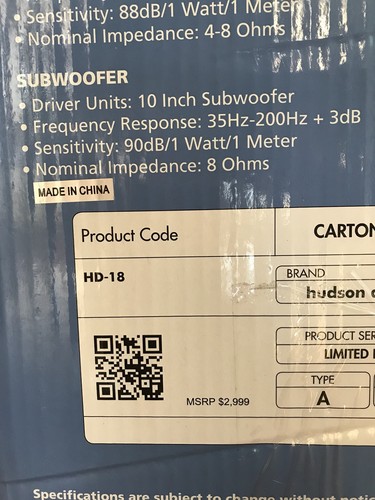 • Sensitivity: 88dB/1 Watt/1 Meter
• Nominal Impedance: 4-8 Ohms
SUBWOOFER
• Driver Units: 10 Inch Subwoofer
• Frequency Response: 35Hz-200Hz + 3dB
• Sensitivity: 90dB/1 Watt/1 Meter
• Nominal Impedance: 8 Ohms
MADE IN CHINA
Product Code
CARTON
HD-18
BRAND
hudson
PRODUCT SER
LIMITED
TYPE
A
MSRP $2,999
Specifications are subject to change without notice